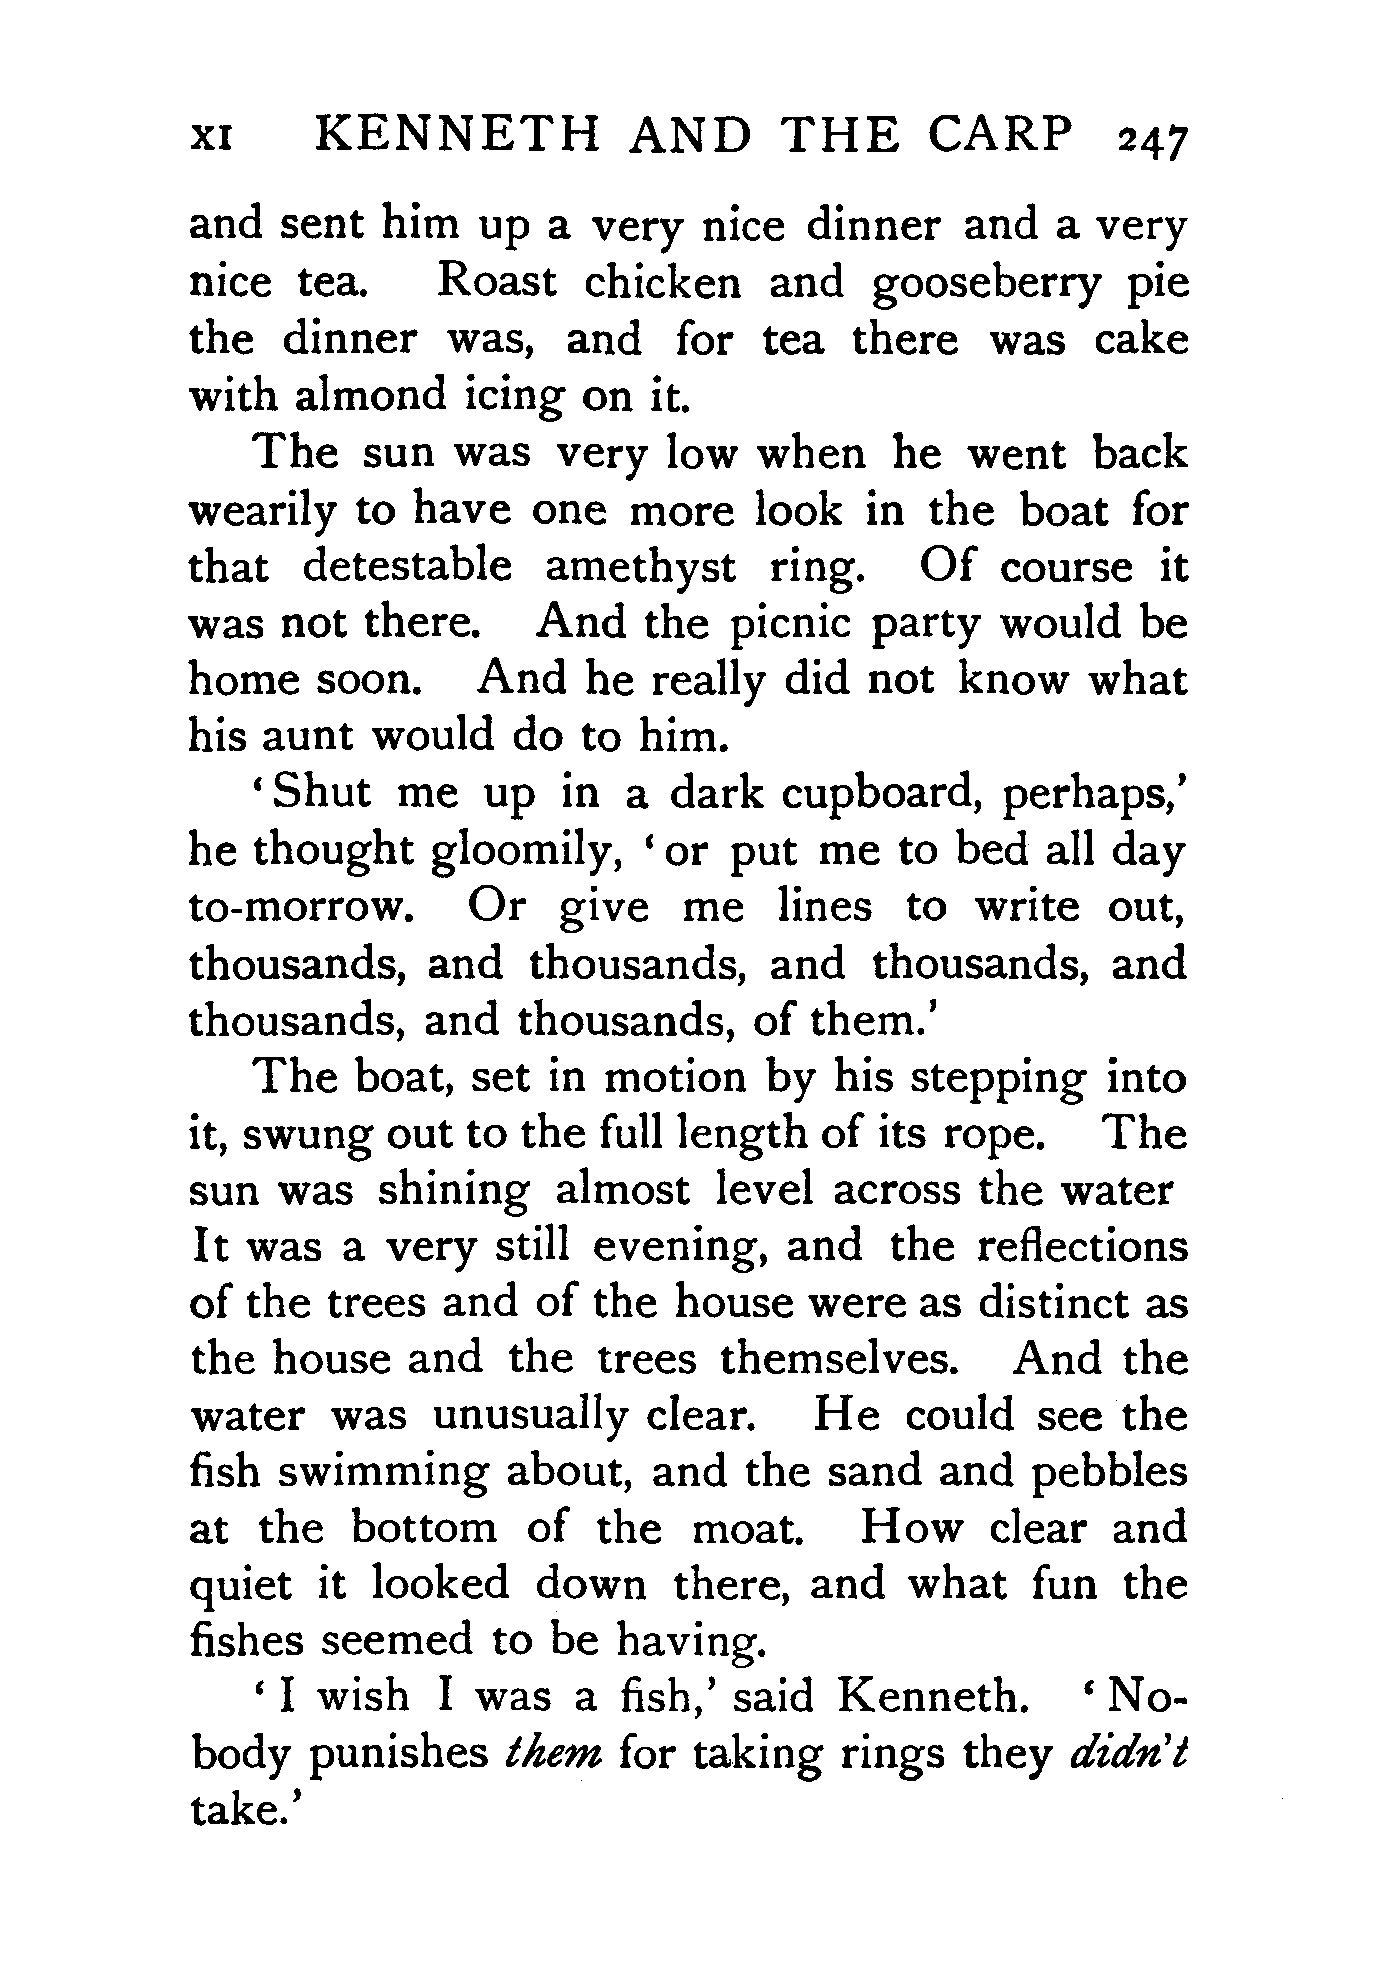 XI KENNETH AND THE CARP 247
and sent him up a very nice dinner and a very
nice tea. Roast chicken and gooseberry pie
the dinner was, and for tea there was cake
with almond icing on it.
The sun was very low when he went back
wearily to have one more look in the boat for
that detestable amethyst ring. Of course it
was not there. And the picnic party would be
home soon. And he really did not know what
his aunt would do to him.
‘Shut me up in a dark cupboard, perhaps,’
he thought gloomily, ‘or put me to bed all day
to-morrow. Or give me lines to write out,
thousands, and thousands, and thousands, and
thousands, and thousands, of them.’
The boat, set in motion by his stepping into
it, swung out to the full length of its rope. The
sun was shining almost level across the water
It was a very still evening, and the reflections
of the trees and of the house were as distinct as
the house and the trees themselves. And the
water was unusually clear. He could see the
fish swimming about, and the sand and pebbles
at the bottom of the moat. How clear and
quiet it looked down there, and what fun the
fishes seemed to be having.
‘I wish I was a fish,’ said Kenneth. ‘No-
body punishes them for taking rings they didn’t
take.’